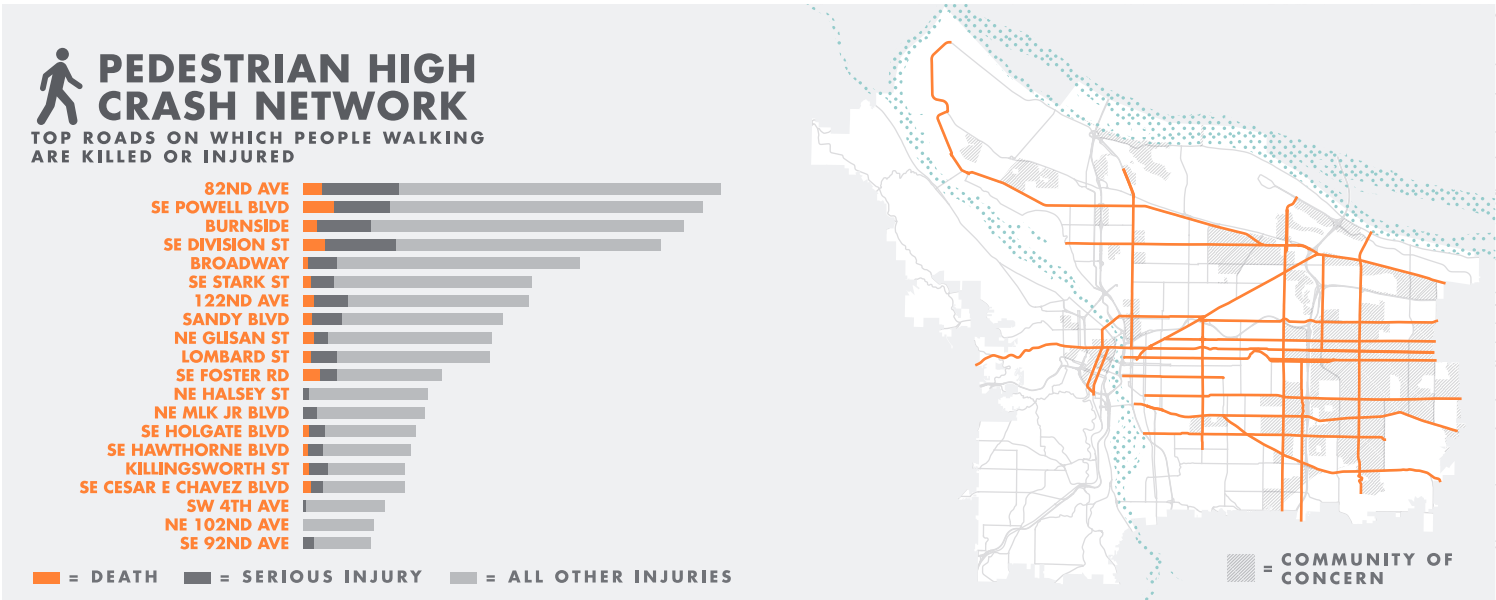 PEDESTRIAN HIGH
CRASH NETWORK
TOP ROADS ON WHICH PEOPLE WALKING
ARE KILLED OR INJURED
82ND AVE
SE POWELL BLVD
BURNSIDE
SE DIVISION ST
BROADWAY
SE STARK ST
122ND AVE
SANDY BLVD
NE GLISAN ST
LOMBARD ST
SE FOSTER RD
NE HALSEY ST
NE MLK JR BLVD
SE HOLGATE BLVD
SE HAWTHORNE BLVD
KILLINGSWORTH ST
SE CESAR E CHAVEZ BLVD
SW 4TH AVE
NE 102ND AVE
SE 92ND AVE
= DEATH = SERIOUS INJURY = ALL OTHER INJURIES
= COMMUNITY OF
CONCERN